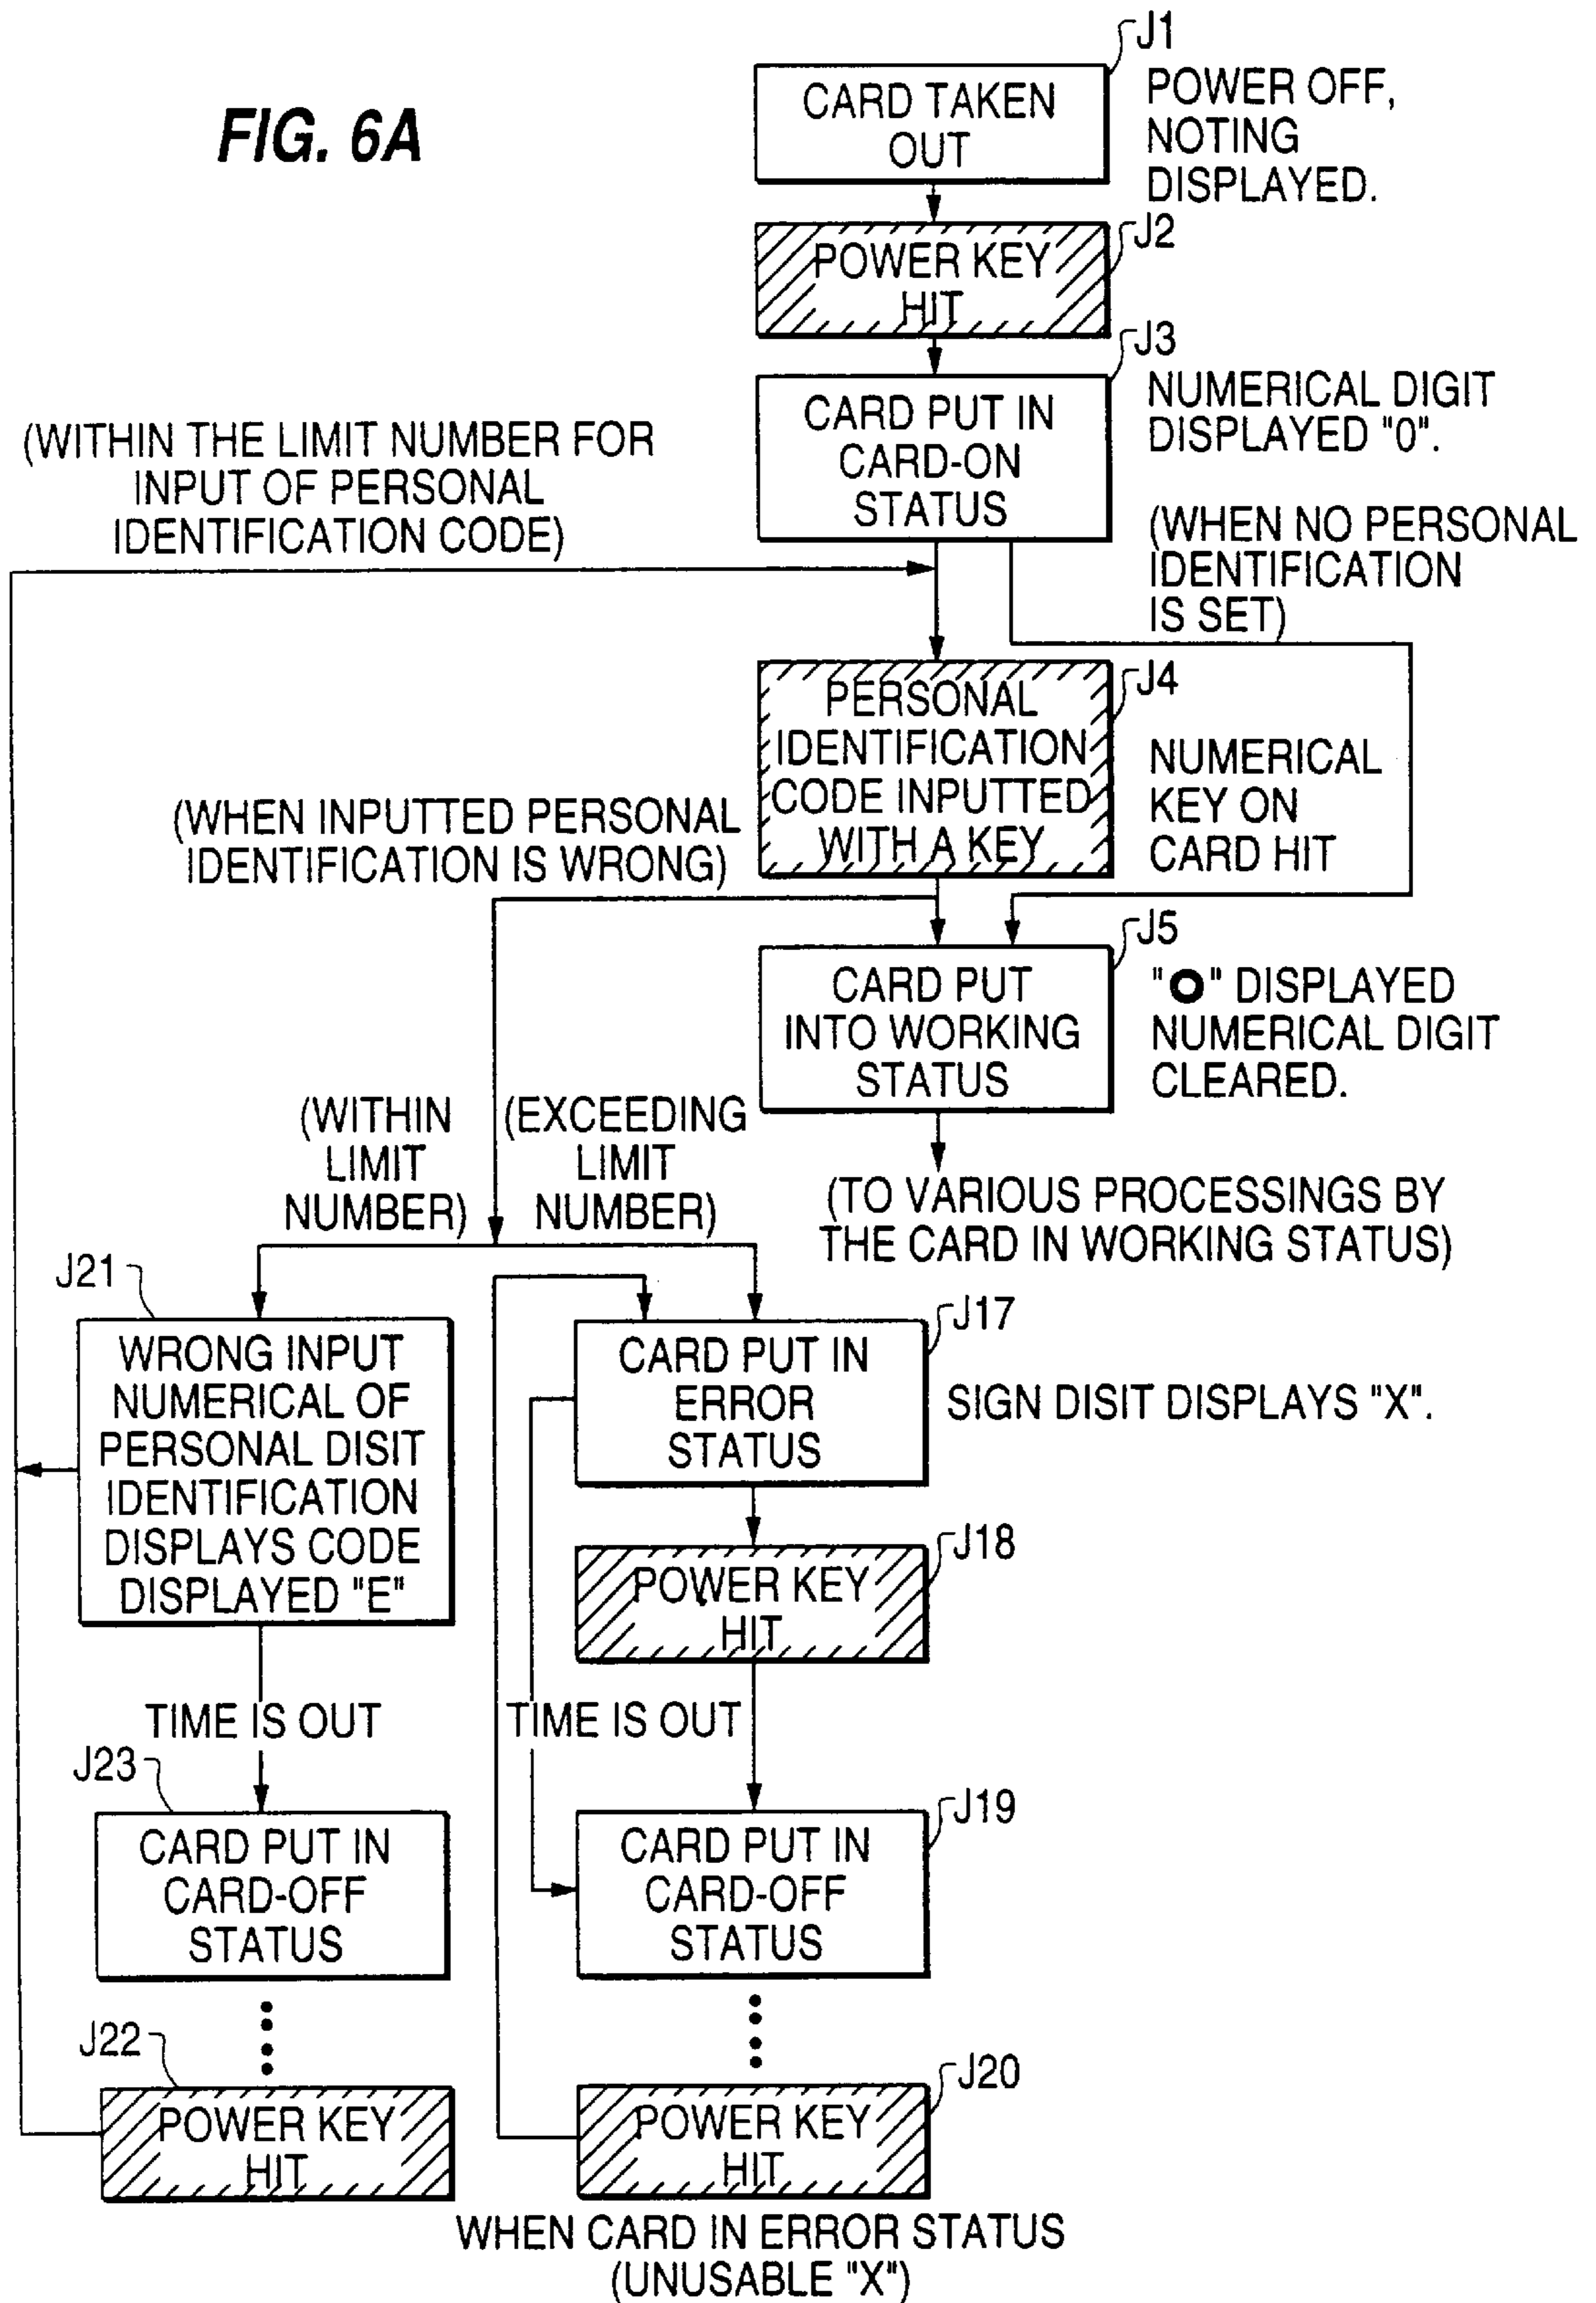 FIG. 6A
J1
CARD TAKEN
OUT
POWER OFF,
NOTING
DISPLAYED.
J2
POWER KEY
HIT
J3
CARD PUT IN
CARD-ON
STATUS
NUMERICAL DIGIT
DISPLAYED "0".
(WITHIN THE LIMIT NUMBER FOR
INPUT OF PERSONAL
IDENTIFICATION CODE)
(WHEN NO PERSONAL
IDENTIFICATION
IS SET)
J4
PERSONAL
IDENTIFICATION
CODE INPUTTED
WITH A KEY
NUMERICAL
KEY ON
CARD HIT
(WHEN INPUTTED PERSONAL
IDENTIFICATION IS WRONG)
J5
CARD PUT
INTO WORKING
STATUS
"O" DISPLAYED
NUMERICAL DIGIT
CLEARED.
(WITHIN
LIMIT
NUMBER)
(EXCEEDING
LIMIT
NUMBER)
(TO VARIOUS PROCESSINGS BY
THE CARD IN WORKING STATUS)
J21
WRONG INPUT
NUMERICAL OF
PERSONAL DISIT
IDENTIFICATION
DISPLAYS CODE
DISPLAYED "E"
J17
CARD PUT IN
ERROR
STATUS
SIGN DISIT DISPLAYS "X".
J18
POWER KEY
HIT
TIME IS OUT
TIME IS OUT
J23
CARD PUT IN
CARD-OFF
STATUS
J19
CARD PUT IN
CARD-OFF
STATUS
J22
POWER KEY
HIT
J20
POWER KEY
HIT
WHEN CARD IN ERROR STATUS
(UNUSABLE "X")